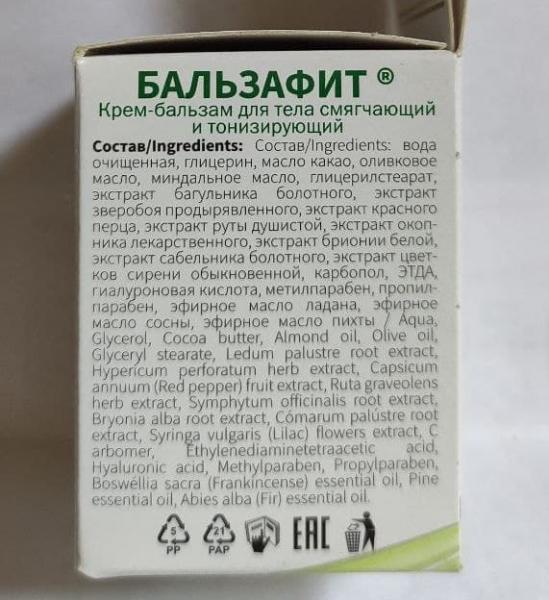 БАЛЬЗАФИТ ®
Крем-бальзам для тела смягчающий
и тонизирующий
Состав/Ingredients: Состав/Ingredients: вода
очищенная, глицерин, масло какао, оливковое
масло, миндальное масло, глицерилстеарат,
экстракт багульника болотного, экстракт
зверобоя продырявленного, экстракт красного
перца, экстракт руты душистой, экстракт окоп-
ника лекарственного, экстракт брионии белой,
экстракт сабельника болотного, экстракт цвет-
ков сирени обыкновенной, карбопол, ЭТДА,
гиалуроновая кислота, метилпарабен, пропил-
парабен, эфирное масло ладана, эфирное
масло сосны, эфирное масло пихты / Aqua,
Glycerol, Cocoa butter, Almond oil, Olive oil,
Glyceryl stearate, Ledum palustre root extract,
Hypericum perforatum herb extract, Capsicum
annuum (Red pepper) fruit extract, Ruta graveolens
herb extract, Symphytum officinalis root extract,
Bryonia alba root extract, Cómarum palústre root
extract, Syringa vulgaris (Lilac) flowers extract, C
arbomer, Ethylenediaminetetraacetic acid,
Hyaluronic acid, Methylparaben, Propylparaben,
Boswéllia sacra (Frankincense) essential oil, Pine
essential oil, Abies alba (Fir) essential oil.
5 21 EAC
PP PAP